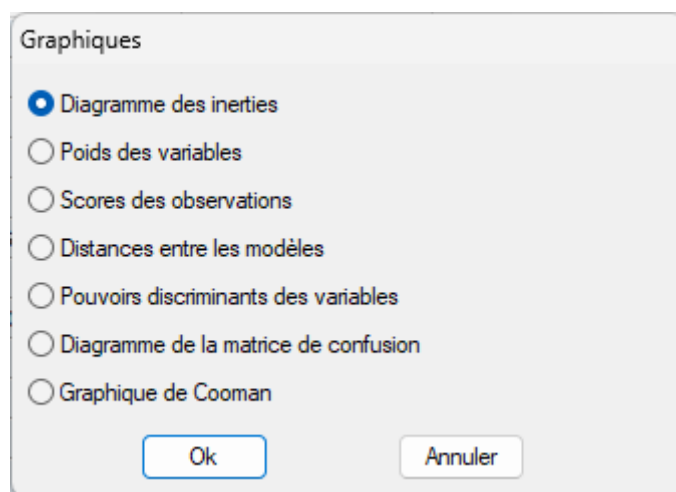 Graphiques
Diagramme des inerties
Poids des variables
Scores des observations
Distances entre les modèles
Pouvoirs discriminants des variables
Diagramme de la matrice de confusion
Graphique de Cooman
Ok Annuler